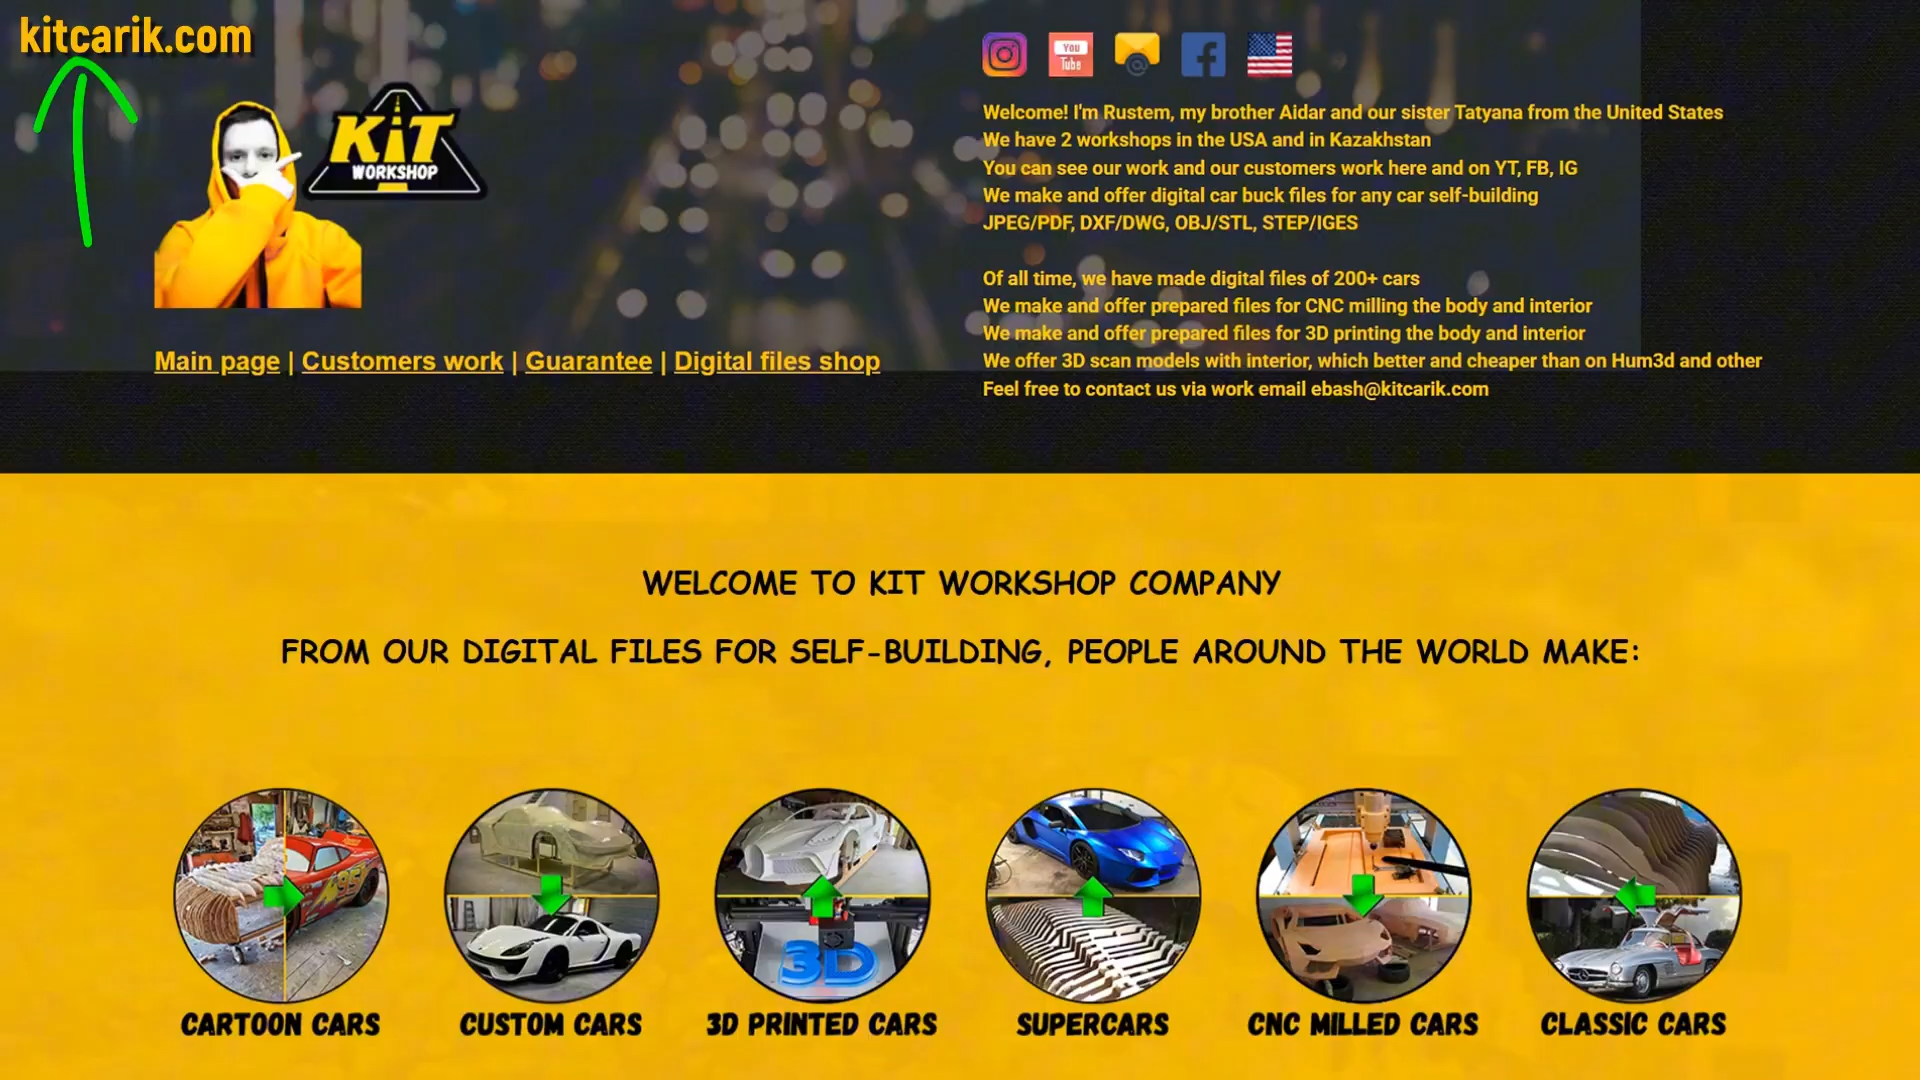 kitcarik.com
KiT
WORKSHOP
You
Tube
@
Welcome! I'm Rustem, my brother Aidar and our sister Tatyana from the United States
We have 2 workshops in the USA and in Kazakhstan
You can see our work and our customers work here and on YT, FB, IG
We make and offer digital car buck files for any car self-building
JPEG/PDF, DXF/DWG, OBJ/STL, STEP/IGES
Of all time, we have made digital files of 200+ cars
We make and offer prepared files for CNC milling the body and interior
We make and offer prepared files for 3D printing the body and interior
We offer 3D scan models with interior, which better and cheaper than on Hum3d and other
Feel free to contact us via work email ebash@kitcarik.com
Main page | Customers work | Guarantee | Digital files shop
WELCOME TO KIT WORKSHOP COMPANY
FROM OUR DIGITAL FILES FOR SELF-BUILDING, PEOPLE AROUND THE WORLD MAKE:
95
3D
CARTOON CARS
CUSTOM CARS
3D PRINTED CARS
SUPERCARS
CNC MILLED CARS
CLASSIC CARS